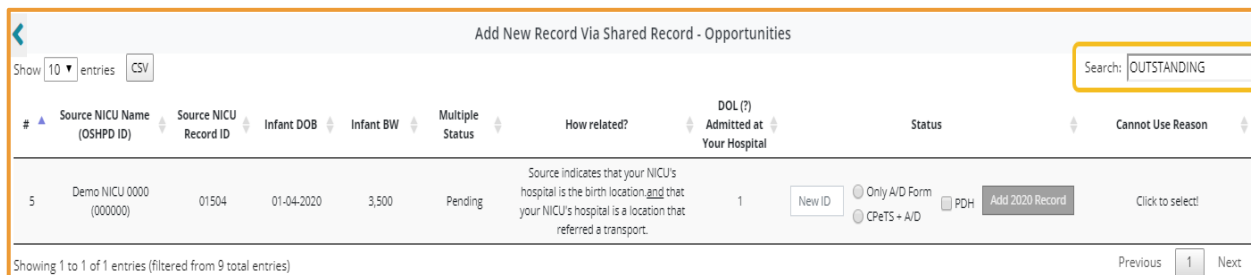 Add New Record Via Shared Record - Opportunities
Show 10 entries CSV
Search: OUTSTANDING
# Source NICU Name (OSHPD ID) Source NICU Record ID Infant DOB Infant BW Multiple Status How related? DOL (?) Admitted at Your Hospital Status Cannot Use Reason
5 Demo NICU 0000 (000000) 01504 01-04-2020 3,500 Pending
Source indicates that your NICU's
hospital is the birth location.and that
your NICU's hospital is a location that
referred a transport.
1 New ID Only A/D Form CPeTS + A/D PDH Add 2020 Record Click to select!
Showing 1 to 1 of 1 entries (filtered from 9 total entries)
Previous 1 Next